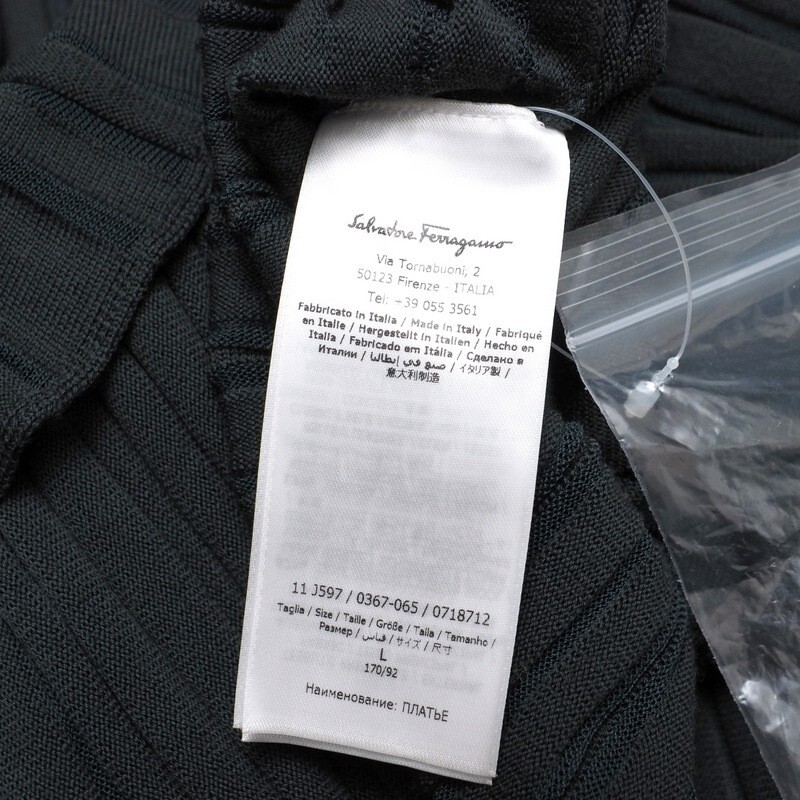 Salvatore Ferragamo
Via Tornabuoni, 2
50123 Firenze - ITALIA
Tel: +39 055 3561
Fabbricato in Italia / Made in Italy / Fabriqué
en Italie / Hergestellt in Italien / Hecho en
Italia / Fabricado em Itália / Сделано в
Италии / صنع في إيطاليا / イタリア製 /
意大利制造
11 J597 / 0367-065 / 0718712
Taglia / Size / Taille / Größe / Talla / Tamanho /
Размер / قياس / サイズ / 尺寸
L
170/92
Наименование: ПЛАТЬЕ